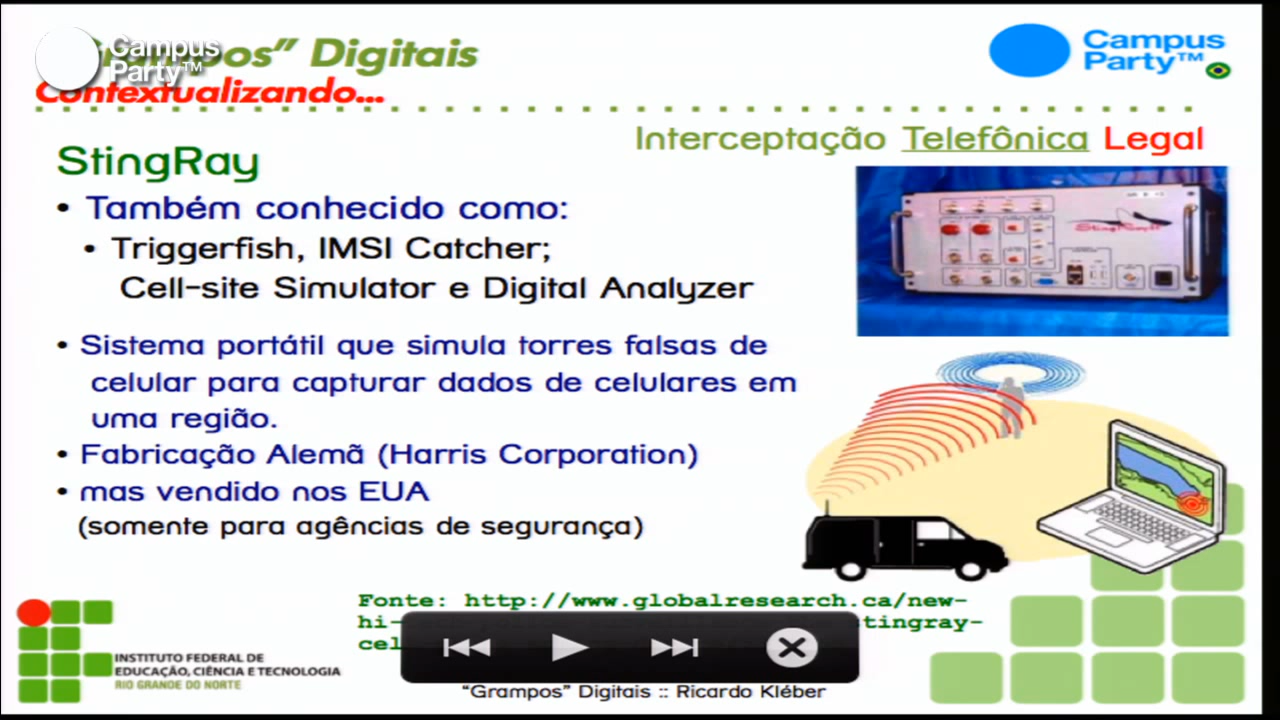 Campus
Party™
"Grampos" Digitais
Contextualizando...
Campus
Party™
Interceptação Telefônica Legal
StingRay
• Também conhecido como:
• Triggerfish, IMSI Catcher;
Cell-site Simulator e Digital Analyzer
StingRay
• Sistema portátil que simula torres falsas de
celular para capturar dados de celulares em
uma região.
• Fabricação Alemã (Harris Corporation)
• mas vendido nos EUA
(somente para agências de segurança)
Fonte: http://www.globalresearch.ca/new-
hi- stingray-
cel
INSTITUTO FEDERAL DE
EDUCAÇÃO, CIÊNCIA E TECNOLOGIA
RIO GRANDE DO NORTE
"Grampos" Digitais :: Ricardo Kléber